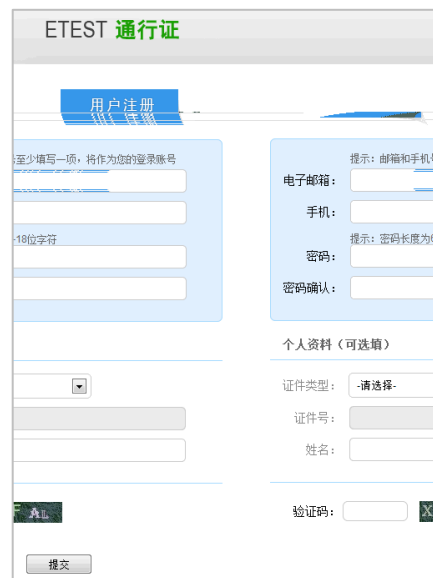 ETEST 通行证
用户注册
至少填写一项，将作为您的登录账号
提示：邮箱和手机
电子邮箱：
手机：
-18位字符
提示：密码长度为
密码：
密码确认：
个人资料（可选填）
证件类型：
-请选择-
证件号：
姓名：
AL
验证码：
X
提交